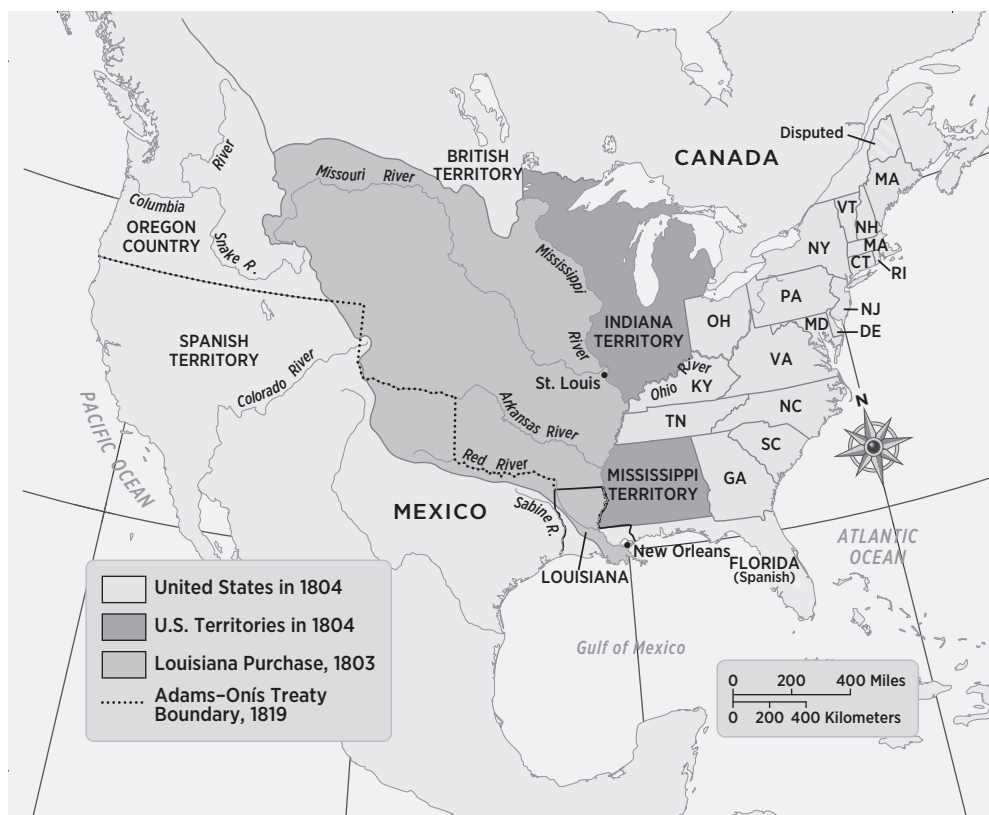 CANADA
Disputed
BRITISH
TERRITORY
Missouri River
River
Columbia
OREGON
COUNTRY
Snake R.
MA
VT
NH
NY
MA
CT
RI
Mississippi
River
PA
NJ
OH
MD
DE
INDIANA
TERRITORY
SPANISH
TERRITORY
VA
Colorado River
St. Louis
Ohio River
KY
N
PACIFIC OCEAN
Arkansas River
TN
NC
SC
Red River
MISSISSIPPI
TERRITORY
GA
MEXICO
Sabine R.
ATLANTIC
OCEAN
New Orleans
FLORIDA
(Spanish)
LOUISIANA
Gulf of Mexico
United States in 1804
U.S. Territories in 1804
Louisiana Purchase, 1803
Adams–Onís Treaty
Boundary, 1819
0 200 400 Miles
0 200 400 Kilometers